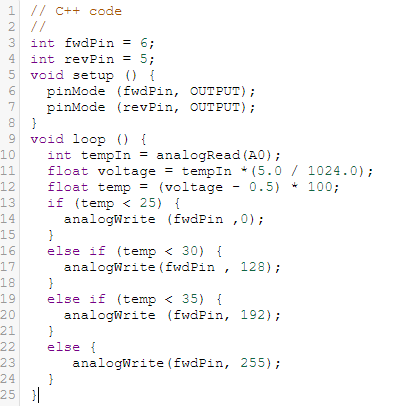 1 // C++ code
2 //
3 int fwdPin = 6;
4 int revPin = 5;
5 void setup () {
6   pinMode (fwdPin, OUTPUT);
7   pinMode (revPin, OUTPUT);
8 }
9 void loop () {
10   int tempIn = analogRead(A0);
11   float voltage = tempIn *(5.0 / 1024.0);
12   float temp = (voltage - 0.5) * 100;
13   if (temp < 25) {
14     analogWrite (fwdPin ,0);
15   }
16   else if (temp < 30) {
17     analogWrite(fwdPin , 128);
18   }
19   else if (temp < 35) {
20     analogWrite (fwdPin, 192);
21   }
22   else {
23      analogWrite(fwdPin, 255);
24   }
25 }